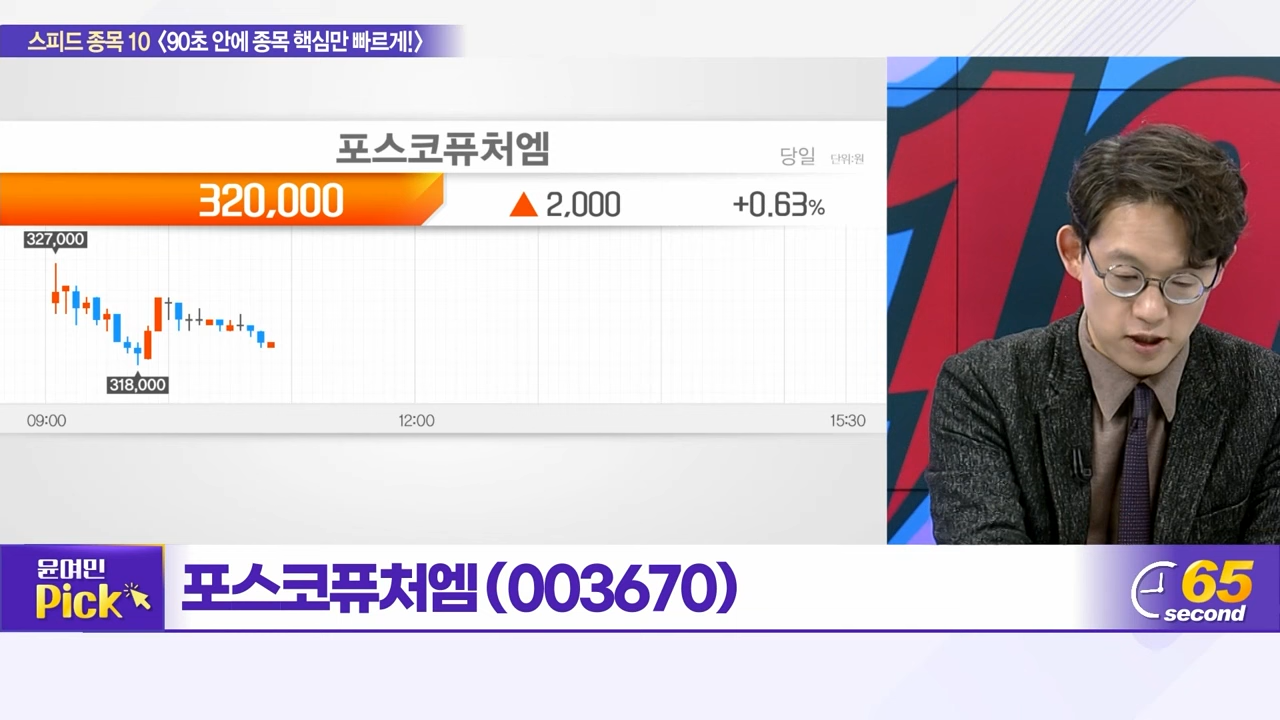 스피드 종목 10 〈90초 안에 종목 핵심만 빠르게!〉
포스코퓨처엠
당일 단위:원
320,000 ▲ 2,000 +0.63%
327,000
318,000
09:00 12:00 15:30
윤여민
Pick
포스코퓨처엠(003670)
65
second